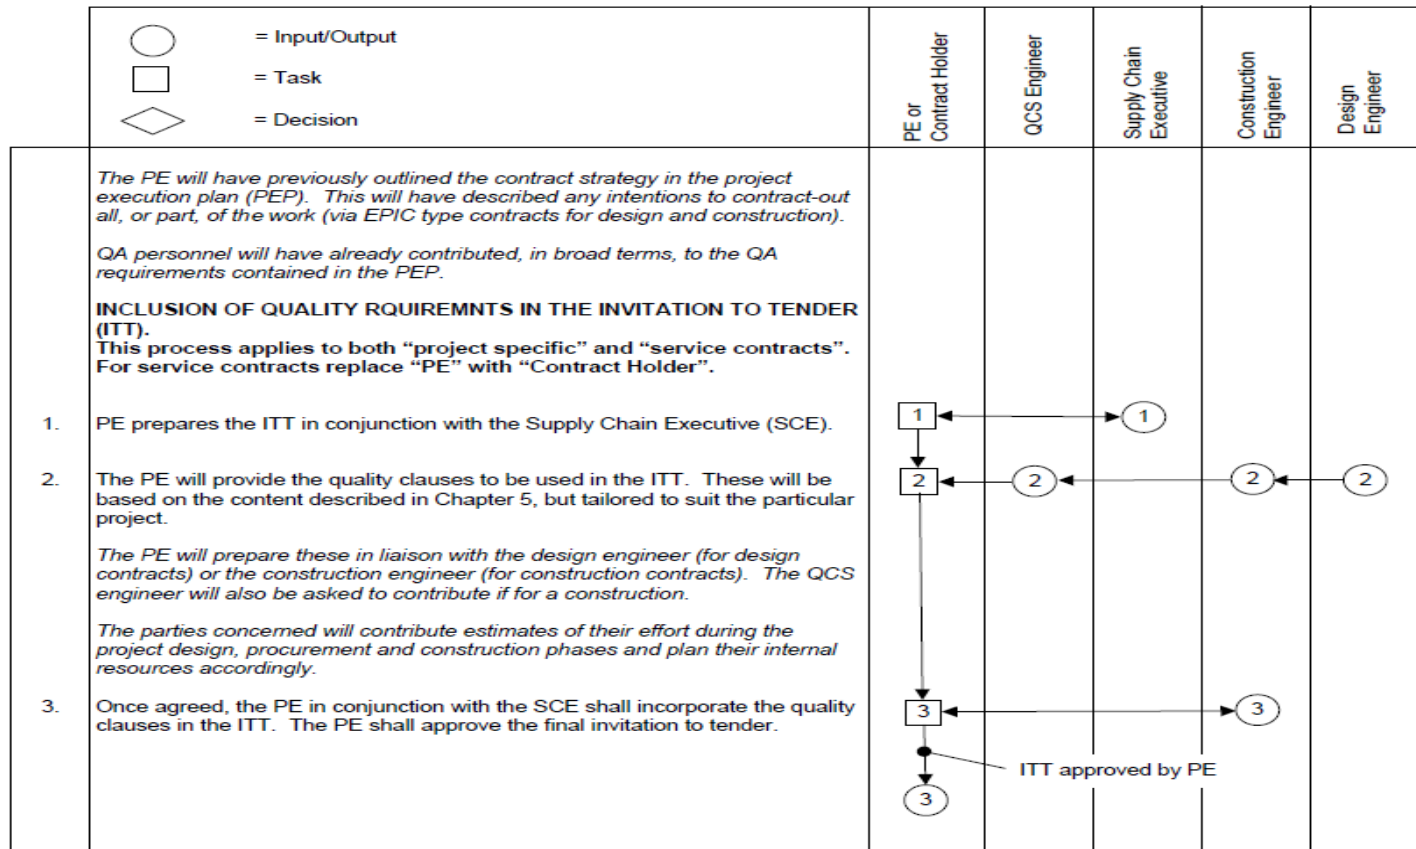 = Input/Output
= Task
= Decision
PE or
Contract Holder
QCS Engineer
Supply Chain
Executive
Construction
Engineer
Design
Engineer
The PE will have previously outlined the contract strategy in the project
execution plan (PEP). This will have described any intentions to contract-out
all, or part, of the work (via EPIC type contracts for design and construction).
QA personnel will have already contributed, in broad terms, to the QA
requirements contained in the PEP.
INCLUSION OF QUALITY RQUIREMNTS IN THE INVITATION TO TENDER
(ITT).
This process applies to both “project specific” and “service contracts”.
For service contracts replace “PE” with “Contract Holder”.
1. PE prepares the ITT in conjunction with the Supply Chain Executive (SCE).
1 1
2. The PE will provide the quality clauses to be used in the ITT. These will be
based on the content described in Chapter 5, but tailored to suit the particular
project.
2 2 2 2
The PE will prepare these in liaison with the design engineer (for design
contracts) or the construction engineer (for construction contracts). The QCS
engineer will also be asked to contribute if for a construction.
The parties concerned will contribute estimates of their effort during the
project design, procurement and construction phases and plan their internal
resources accordingly.
3. Once agreed, the PE in conjunction with the SCE shall incorporate the quality
clauses in the ITT. The PE shall approve the final invitation to tender.
3 3
ITT approved by PE
3